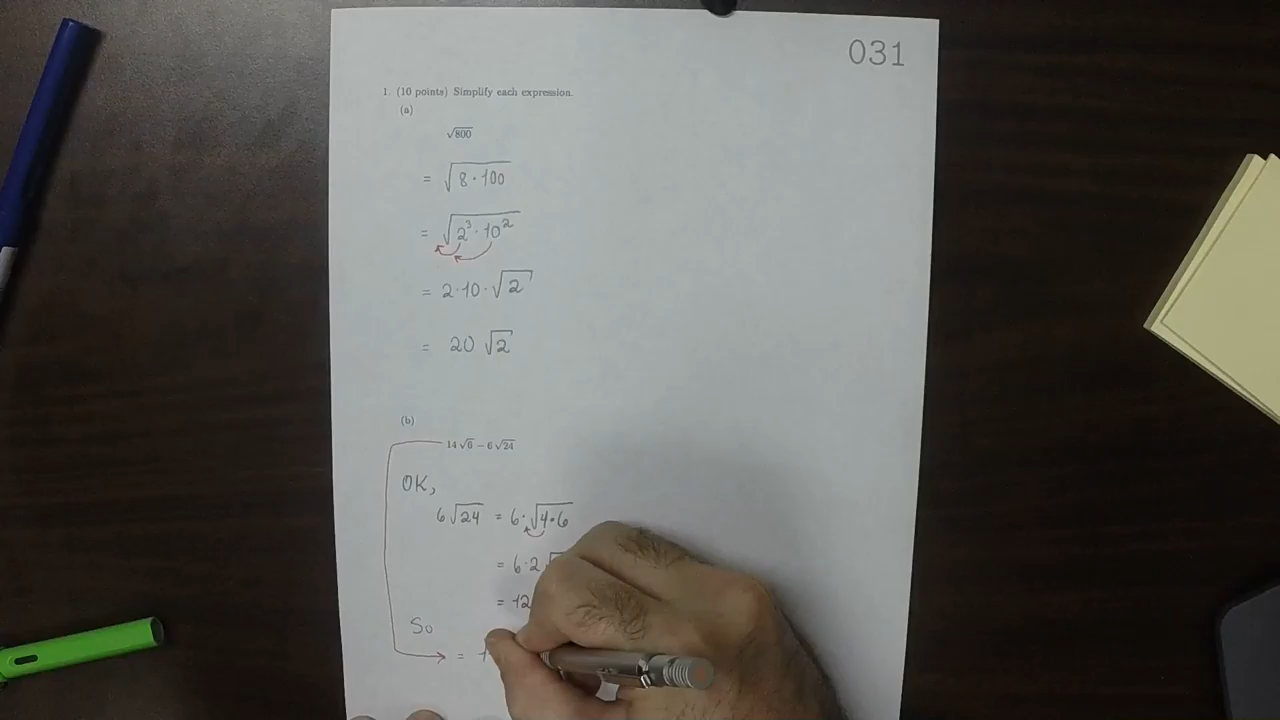 031
1. (10 points) Simplify each expression.
(a)
√800
= √8·100
= √2³·10²
= 2·10·√2
= 20 √2
(b)
14√6 − 6√24
OK,
6√24 = 6·√4·6
= 6·2
= 12
So
=